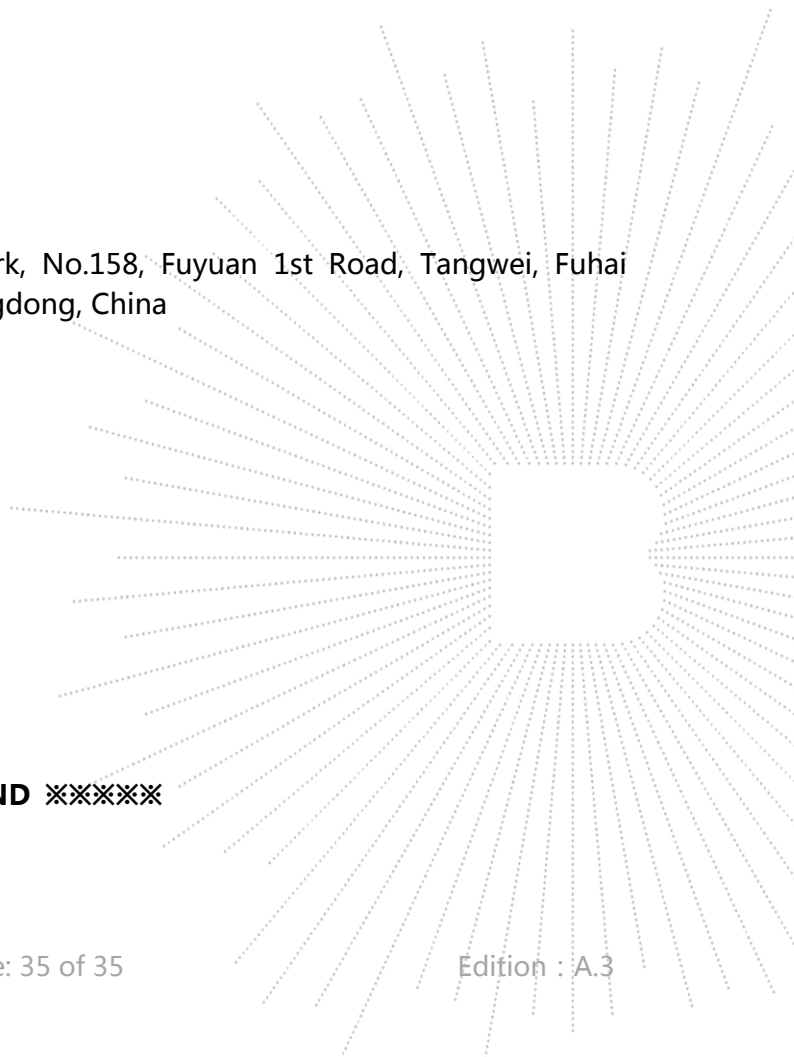 rk, No.158, Fuyuan 1st Road, Tangwei, Fuhai
gdong, China
ND ※※※※※
e: 35 of 35 Edition : A.3